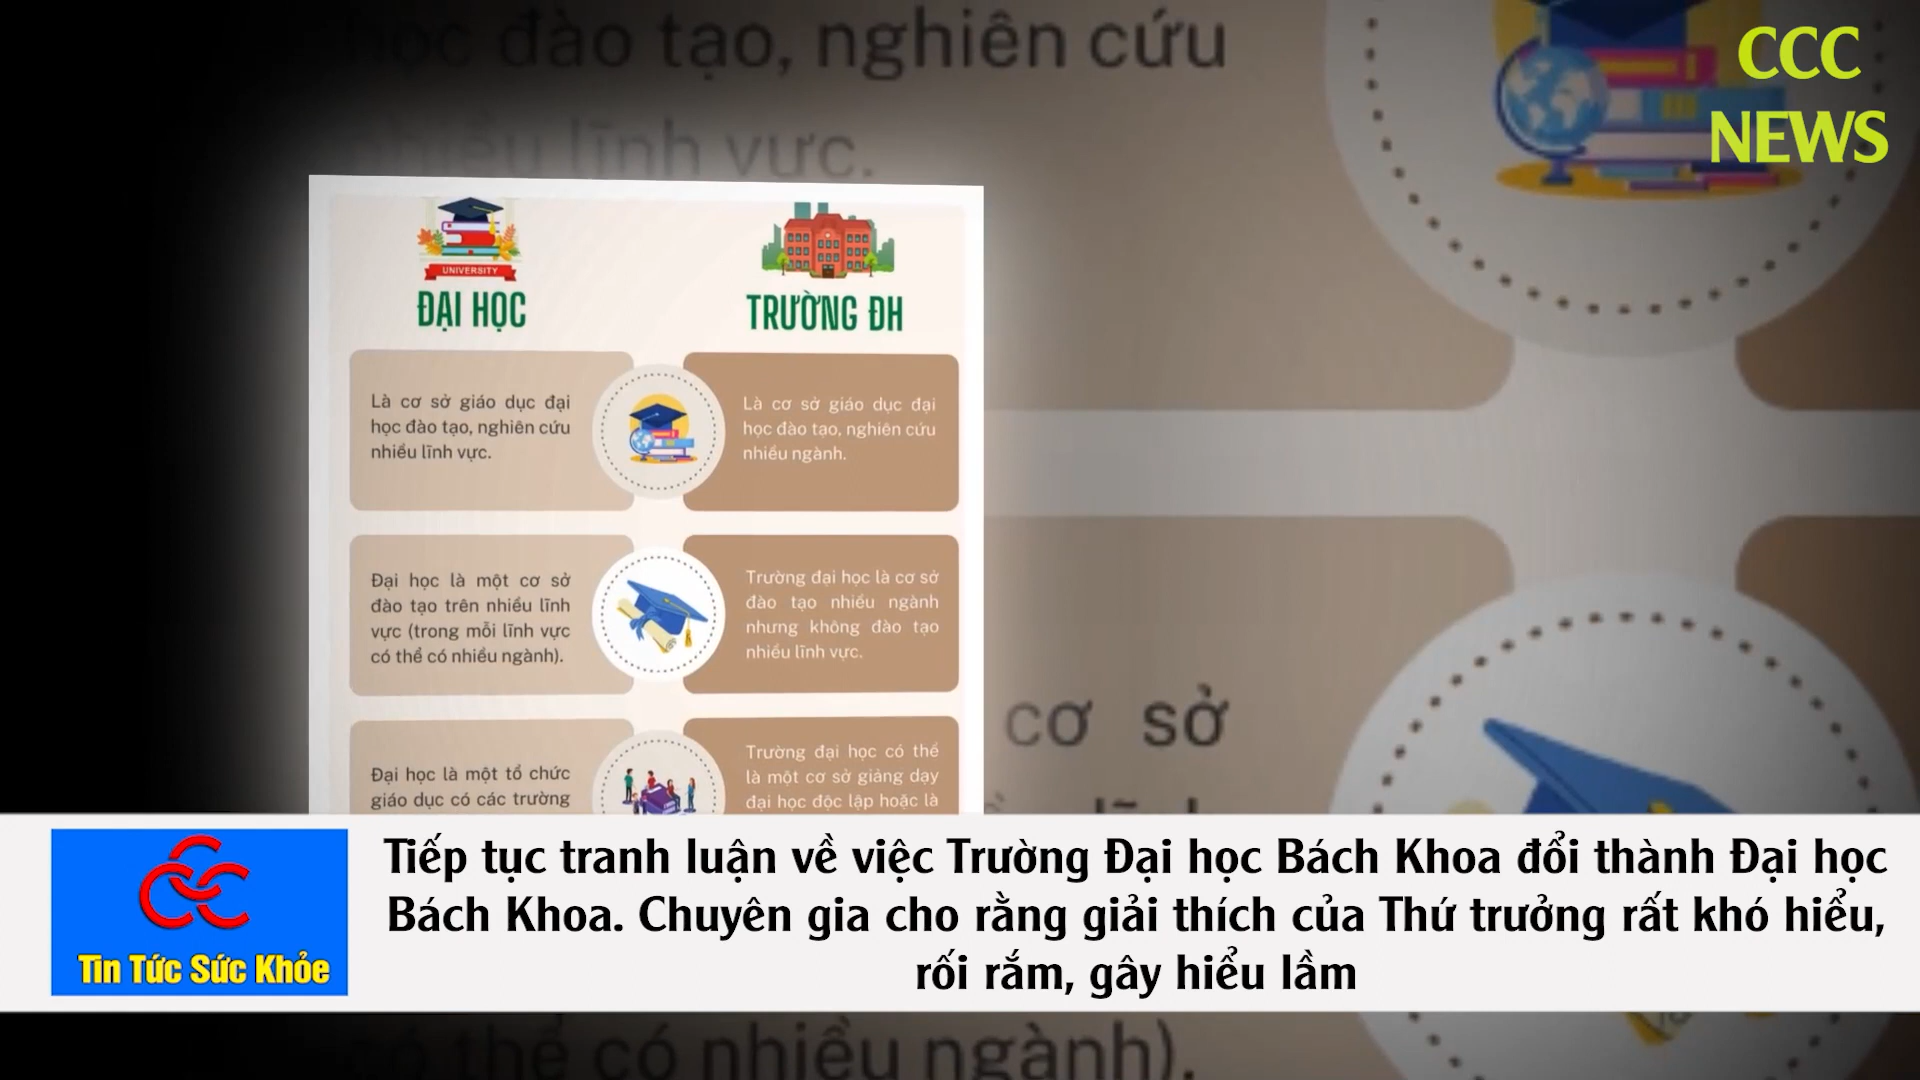 học đào tạo, nghiên cứu
nhiều lĩnh vực.
CCC
NEWS
UNIVERSITY
ĐẠI HỌC
TRƯỜNG ĐH
Là cơ sở giáo dục đại
học đào tạo, nghiên cứu
nhiều lĩnh vực.
Là cơ sở giáo dục đại
học đào tạo, nghiên cứu
nhiều ngành.
Đại học là một cơ sở
đào tạo trên nhiều lĩnh
vực (trong mỗi lĩnh vực
có thể có nhiều ngành).
Trường đại học là cơ sở
đào tạo nhiều ngành
nhưng không đào tạo
nhiều lĩnh vực.
Đại học là một tổ chức
giáo dục có các trường
Trường đại học có thể
là một cơ sở giảng dạy
đại học độc lập hoặc là
cơ sở
CCC
Tin Tức Sức Khỏe
Tiếp tục tranh luận về việc Trường Đại học Bách Khoa đổi thành Đại học
Bách Khoa. Chuyên gia cho rằng giải thích của Thứ trưởng rất khó hiểu,
rối rắm, gây hiểu lầm
có thể có nhiều ngành).